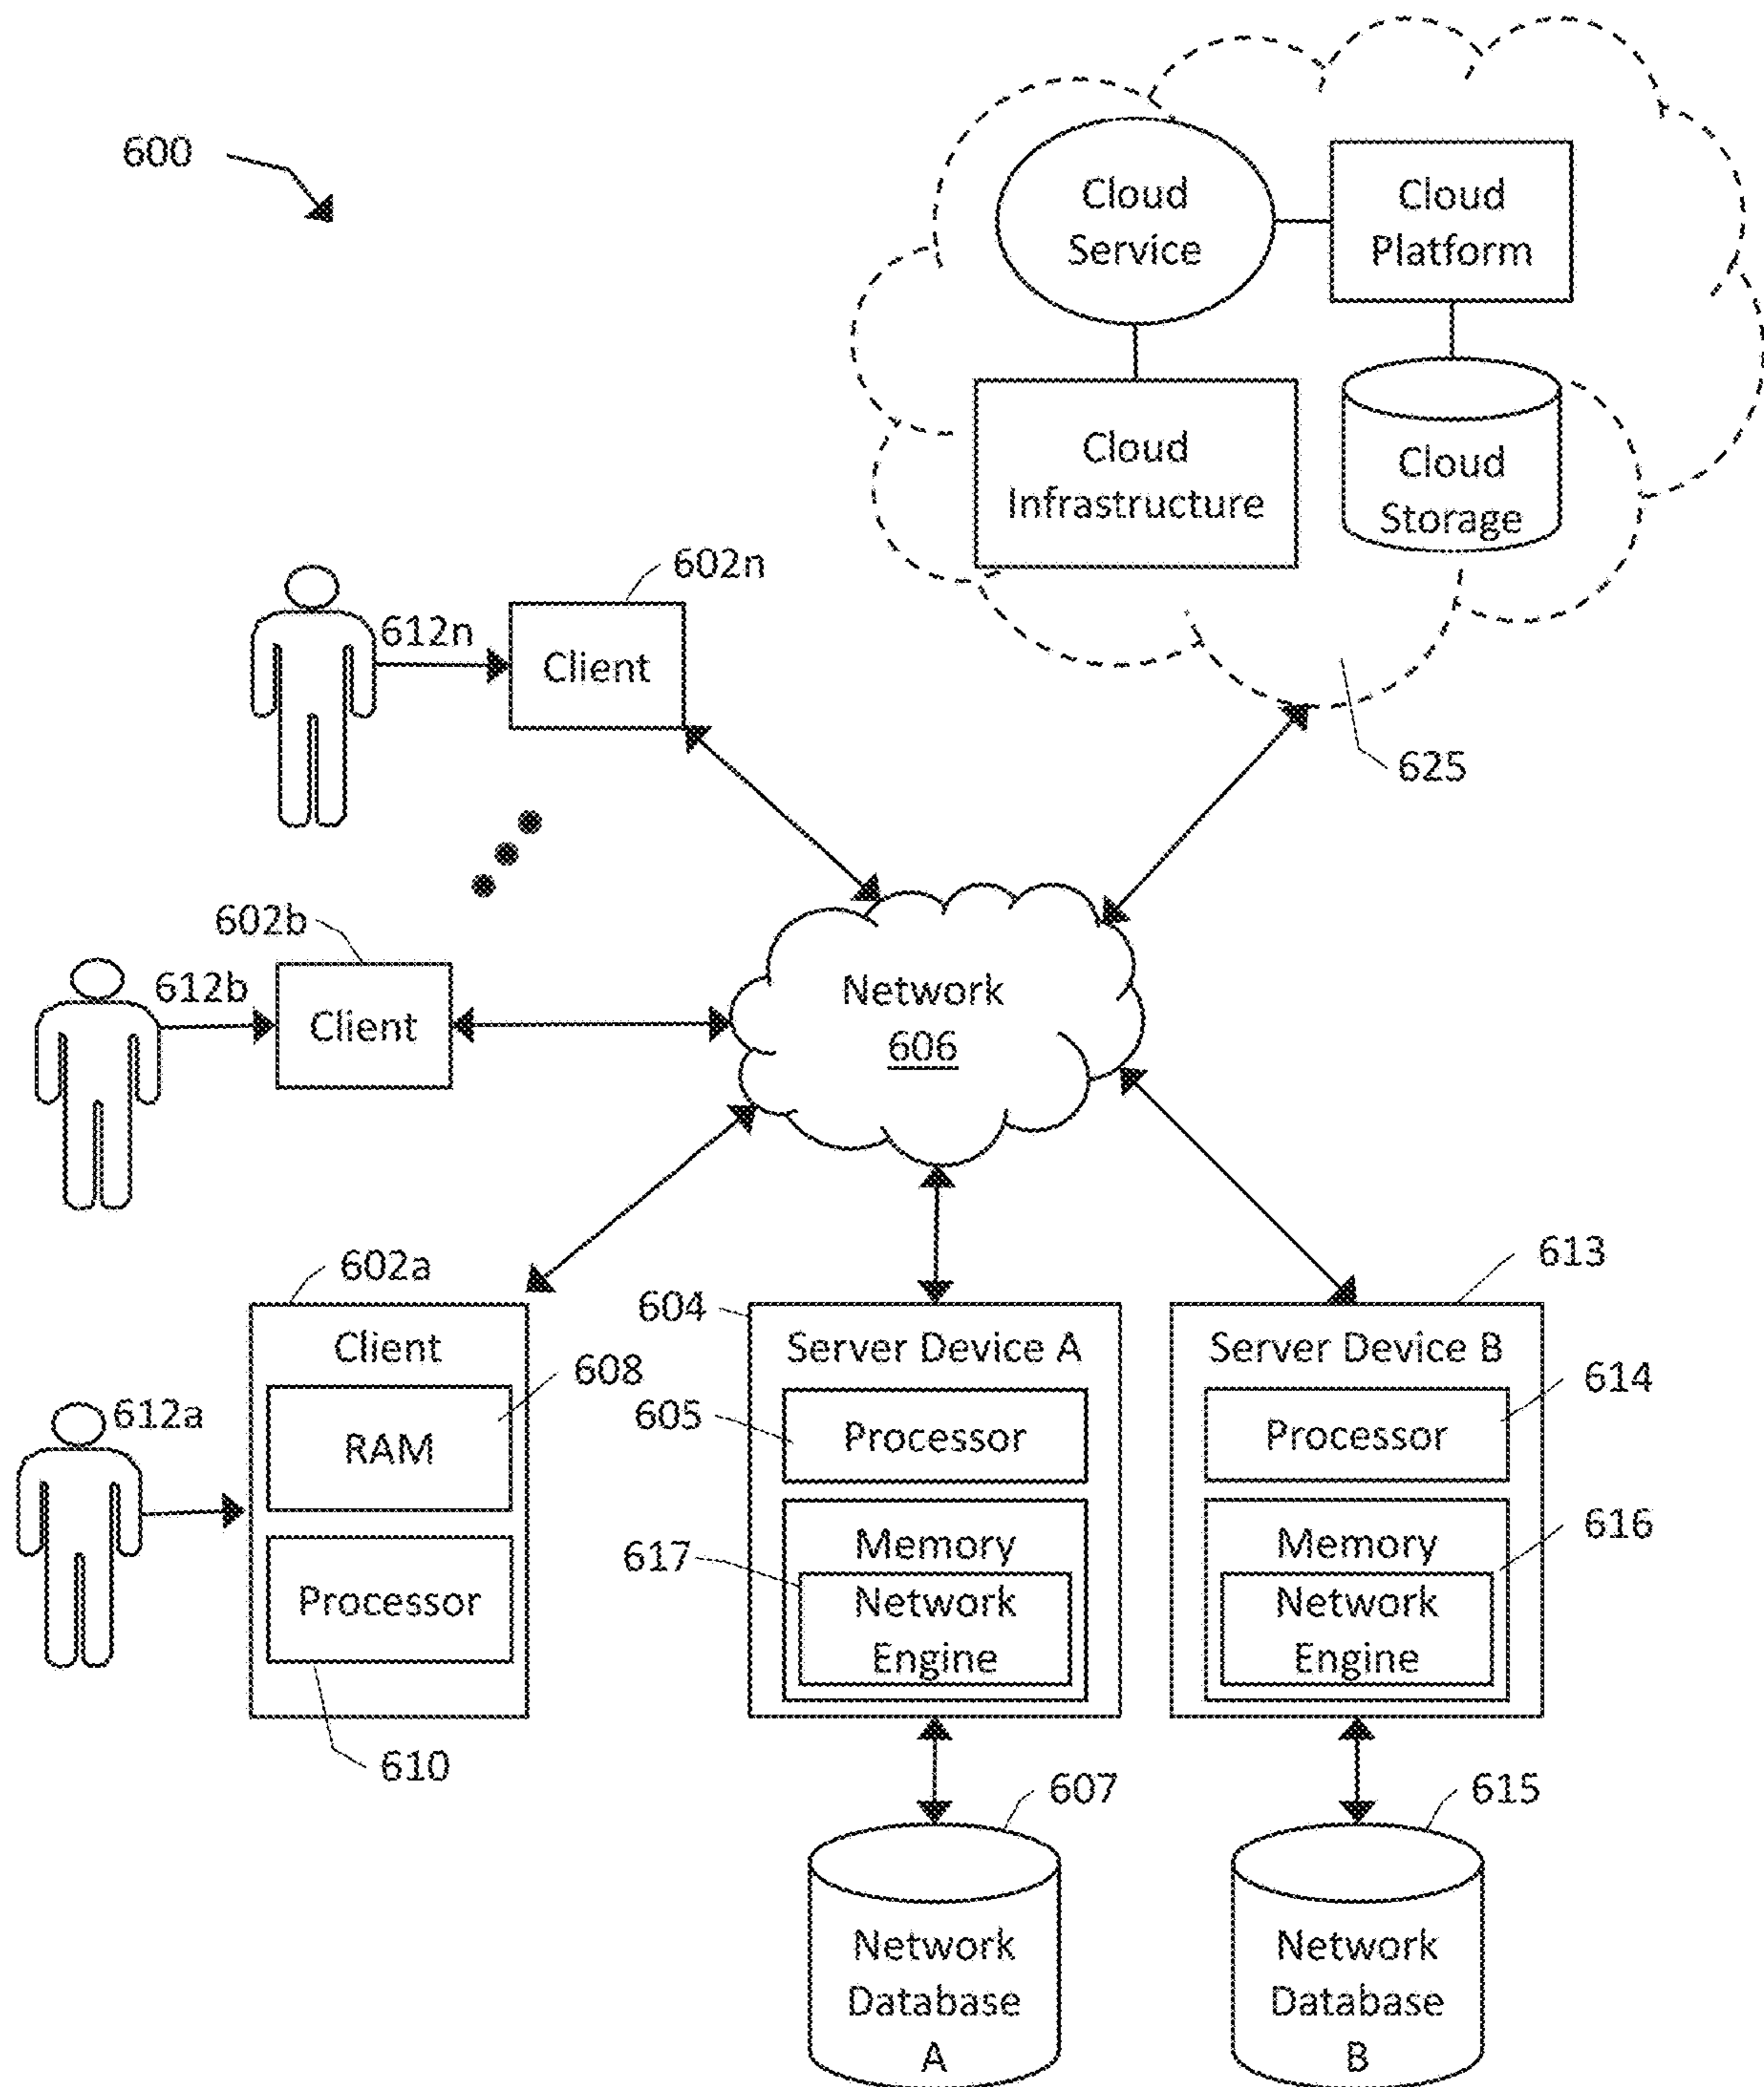 600
Cloud
Service
Cloud
Platform
Cloud
Infrastructure
Cloud
Storage
602n
612n
Client
625
602b
612b
Client
Network
606
602a
604
613
Client
Server Device A
Server Device B
608
614
612a
605
RAM
Processor
Processor
616
617
Memory
Memory
Processor
Network
Engine
Network
Engine
610
607
615
Network
Database
A
Network
Database
B